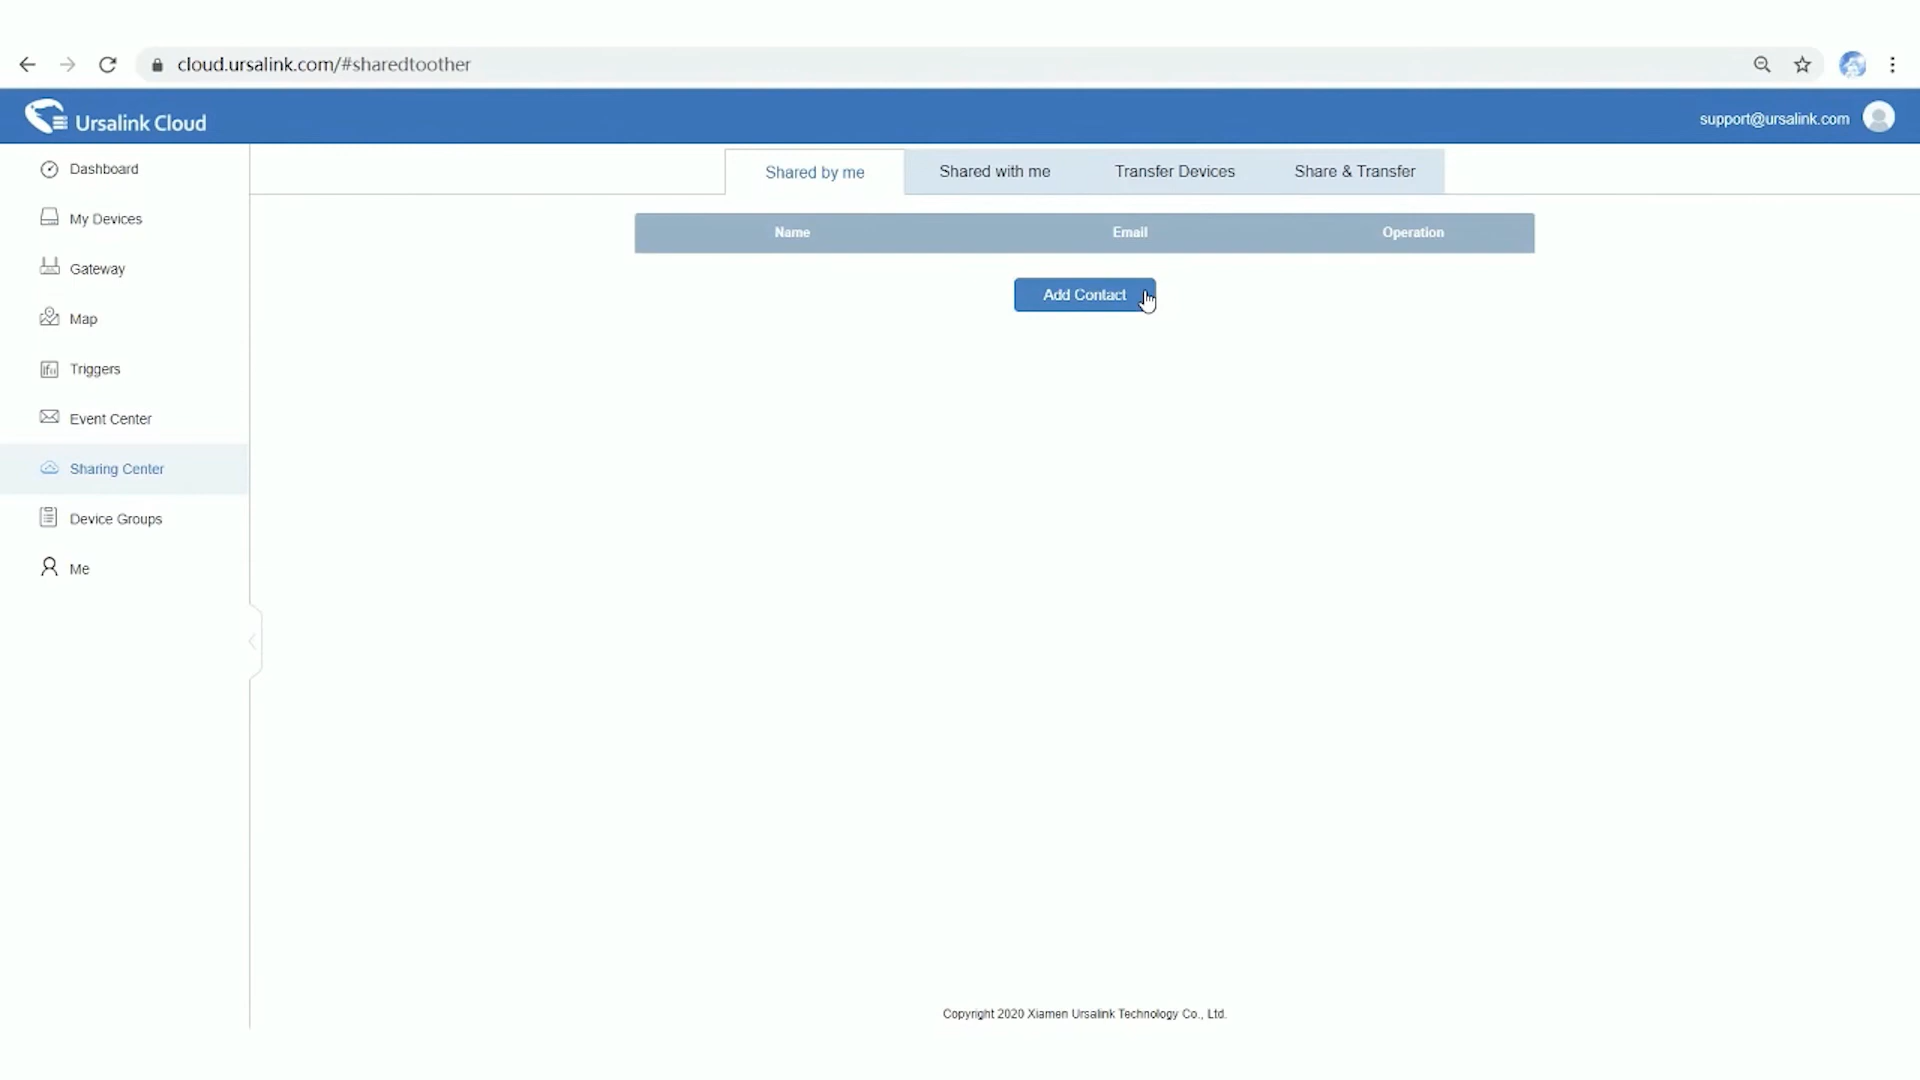 cloud.ursalink.com/#sharedtoother
Ursalink Cloud
support@ursalink.com
Dashboard
My Devices
Gateway
Map
Triggers
Event Center
Sharing Center
Device Groups
Me
Shared by me
Shared with me
Transfer Devices
Share & Transfer
Name
Email
Operation
Add Contact
Copyright 2020 Xiamen Ursalink Technology Co., Ltd.